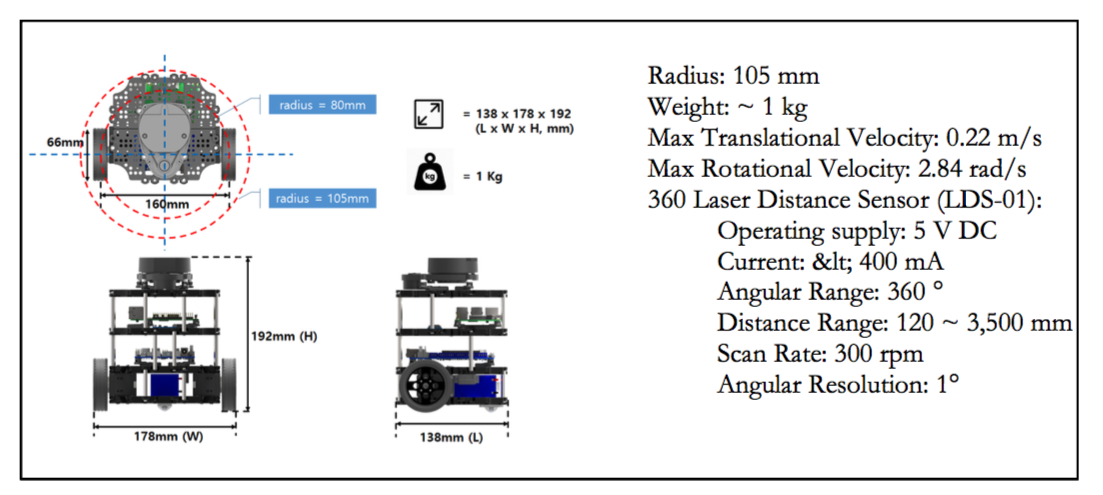 radius = 80mm
66mm
160mm
radius = 105mm
= 138 x 178 x 192
(L x W x H, mm)
kg
= 1 Kg
192mm (H)
178mm (W)
138mm (L)
Radius: 105 mm
Weight: ~ 1 kg
Max Translational Velocity: 0.22 m/s
Max Rotational Velocity: 2.84 rad/s
360 Laser Distance Sensor (LDS-01):
Operating supply: 5 V DC
Current: &lt; 400 mA
Angular Range: 360 °
Distance Range: 120 ~ 3,500 mm
Scan Rate: 300 rpm
Angular Resolution: 1°